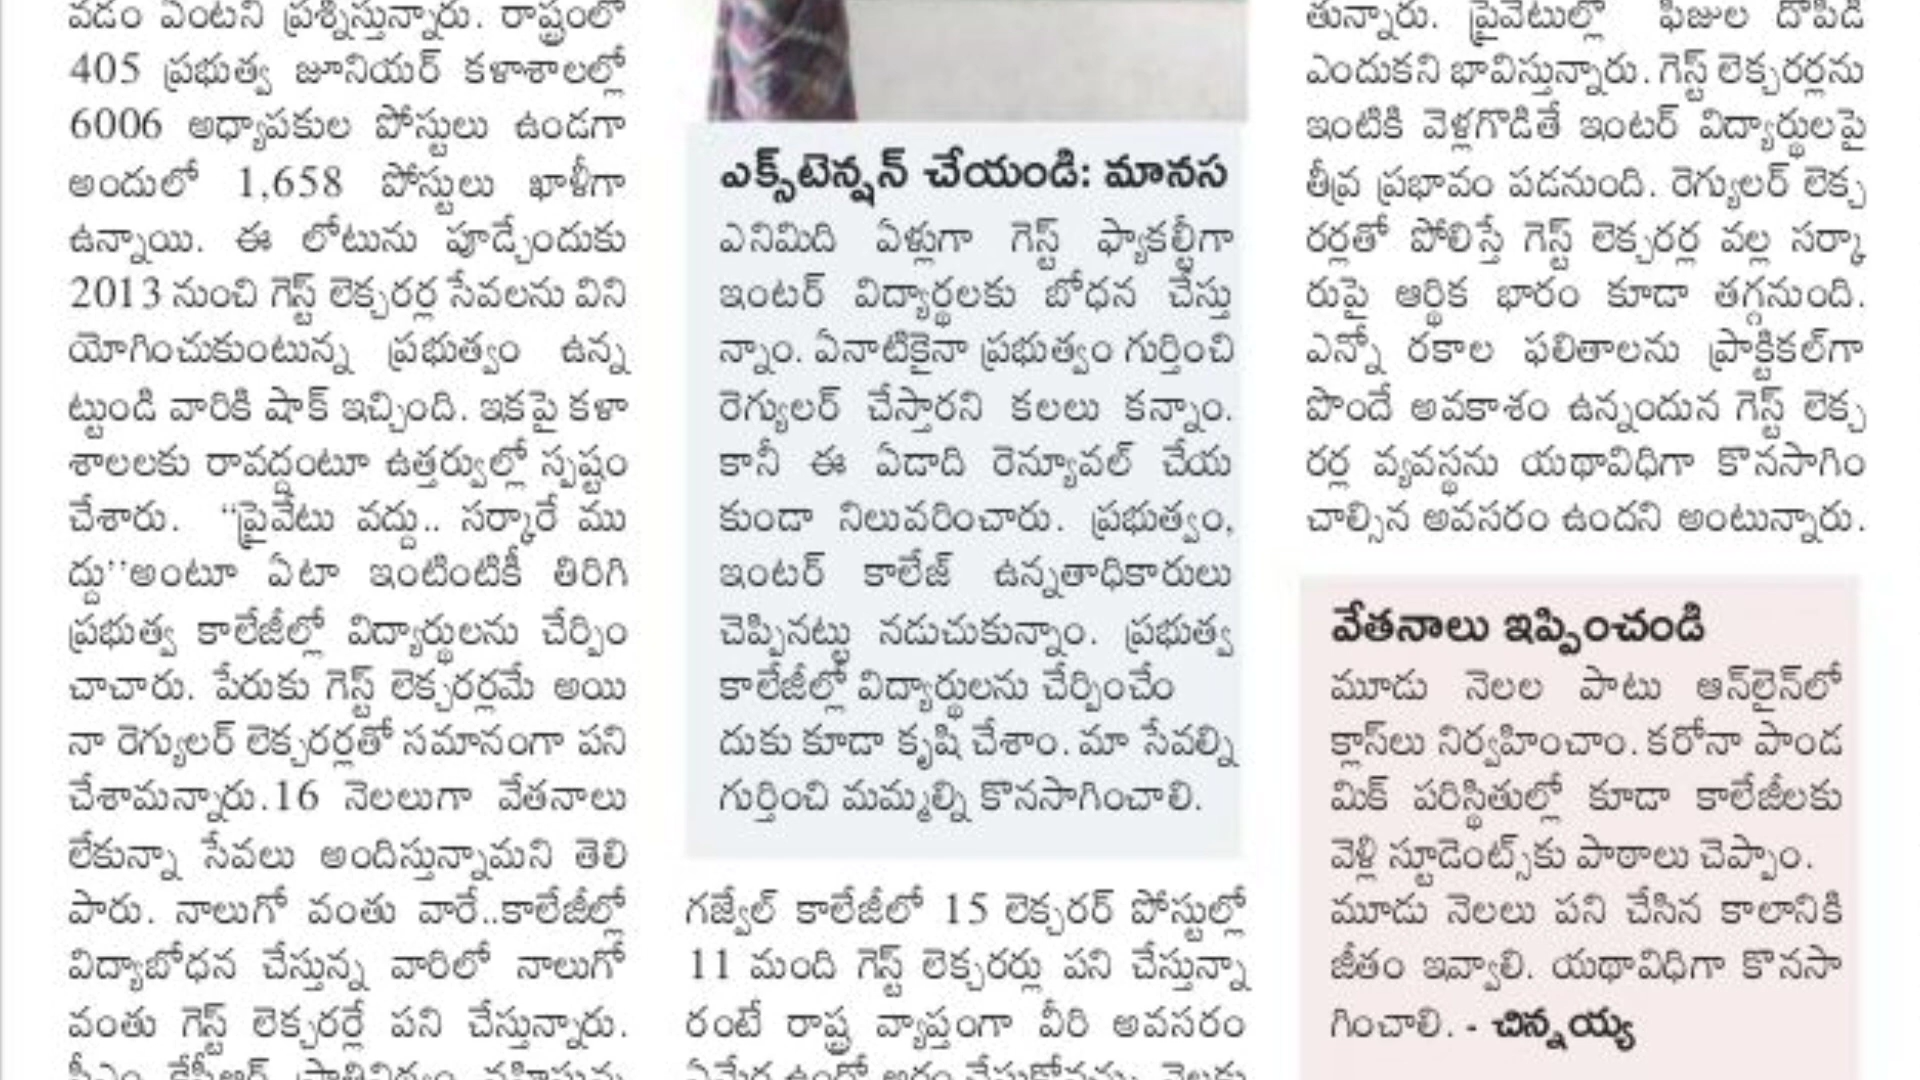 వడం ఏంటని ప్రశ్నిస్తున్నారు. రాష్ట్రంలో
405 ప్రభుత్వ జూనియర్ కళాశాలల్లో
6006 అధ్యాపకుల పోస్టులు ఉండగా
అందులో 1,658 పోస్టులు ఖాళీగా
ఉన్నాయి. ఈ లోటును పూడ్చేందుకు
2013 నుంచి గెస్ట్ లెక్చరర్ల సేవలను విని
యోగించుకుంటున్న ప్రభుత్వం ఉన్న
ట్టుండి వారికి షాక్ ఇచ్చింది. ఇకపై కళా
శాలలకు రావద్దంటూ ఉత్తర్వుల్లో స్పష్టం
చేశారు. ‘‘ప్రైవేటు వద్దు.. సర్కారే ము
ద్దు’’అంటూ ఏటా ఇంటింటికీ తిరిగి
ప్రభుత్వ కాలేజీల్లో విద్యార్థులను చేర్పిం
చాచారు. పేరుకు గెస్ట్ లెక్చరర్లమే అయి
నా రెగ్యులర్ లెక్చరర్లతో సమానంగా పని
చేశామన్నారు.16 నెలలుగా వేతనాలు
లేకున్నా సేవలు అందిస్తున్నామని తెలి
పారు. నాలుగో వంతు వారే..కాలేజీల్లో
విద్యాబోధన చేస్తున్న వారిలో నాలుగో
వంతు గెస్ట్ లెక్చరర్లే పని చేస్తున్నారు.
సీఎం కేసీఆర్ ప్రాతినిధ్యం వహిస్తున్న
ఎక్స్‌టెన్షన్ చేయండి: మానస
ఎనిమిది ఏళ్లుగా గెస్ట్ ఫ్యాకల్టీగా
ఇంటర్ విద్యార్థలకు బోధన చేస్తు
న్నాం. ఏనాటికైనా ప్రభుత్వం గుర్తించి
రెగ్యులర్ చేస్తారని కలలు కన్నాం.
కానీ ఈ ఏడాది రెన్యూవల్ చేయ
కుండా నిలువరించారు. ప్రభుత్వం,
ఇంటర్ కాలేజ్ ఉన్నతాధికారులు
చెప్పినట్టు నడుచుకున్నాం. ప్రభుత్వ
కాలేజీల్లో విద్యార్థులను చేర్పించేం
దుకు కూడా కృషి చేశాం. మా సేవల్ని
గుర్తించి మమ్మల్ని కొనసాగించాలి.
గజ్వేల్ కాలేజీలో 15 లెక్చరర్ పోస్టుల్లో
11 మంది గెస్ట్ లెక్చరర్లు పని చేస్తున్నా
రంటే రాష్ట్ర వ్యాప్తంగా వీరి అవసరం
ఏమేర ఉందో అర్థం చేసుకోవచ్చు. నెలకు
తున్నారు. ప్రైవేటుల్లో ఫీజుల దోపిడీ
ఎందుకని భావిస్తున్నారు. గెస్ట్ లెక్చరర్లను
ఇంటికి వెళ్లగొడితే ఇంటర్ విద్యార్థులపై
తీవ్ర ప్రభావం పడనుంది. రెగ్యులర్ లెక్చ
రర్లతో పోలిస్తే గెస్ట్ లెక్చరర్ల వల్ల సర్కా
రుపై ఆర్థిక భారం కూడా తగ్గనుంది.
ఎన్నో రకాల ఫలితాలను ప్రాక్టికల్‌గా
పొందే అవకాశం ఉన్నందున గెస్ట్ లెక్చ
రర్ల వ్యవస్థను యథావిధిగా కొనసాగిం
చాల్సిన అవసరం ఉందని అంటున్నారు.
వేతనాలు ఇప్పించండి
మూడు నెలల పాటు ఆన్‌లైన్‌లో
క్లాస్‌లు నిర్వహించాం. కరోనా పాండ
మిక్ పరిస్థితుల్లో కూడా కాలేజీలకు
వెళ్లి స్టూడెంట్స్‌కు పాఠాలు చెప్పాం.
మూడు నెలలు పని చేసిన కాలానికి
జీతం ఇవ్వాలి. యథావిధిగా కొనసా
గించాలి. - చిన్నయ్య